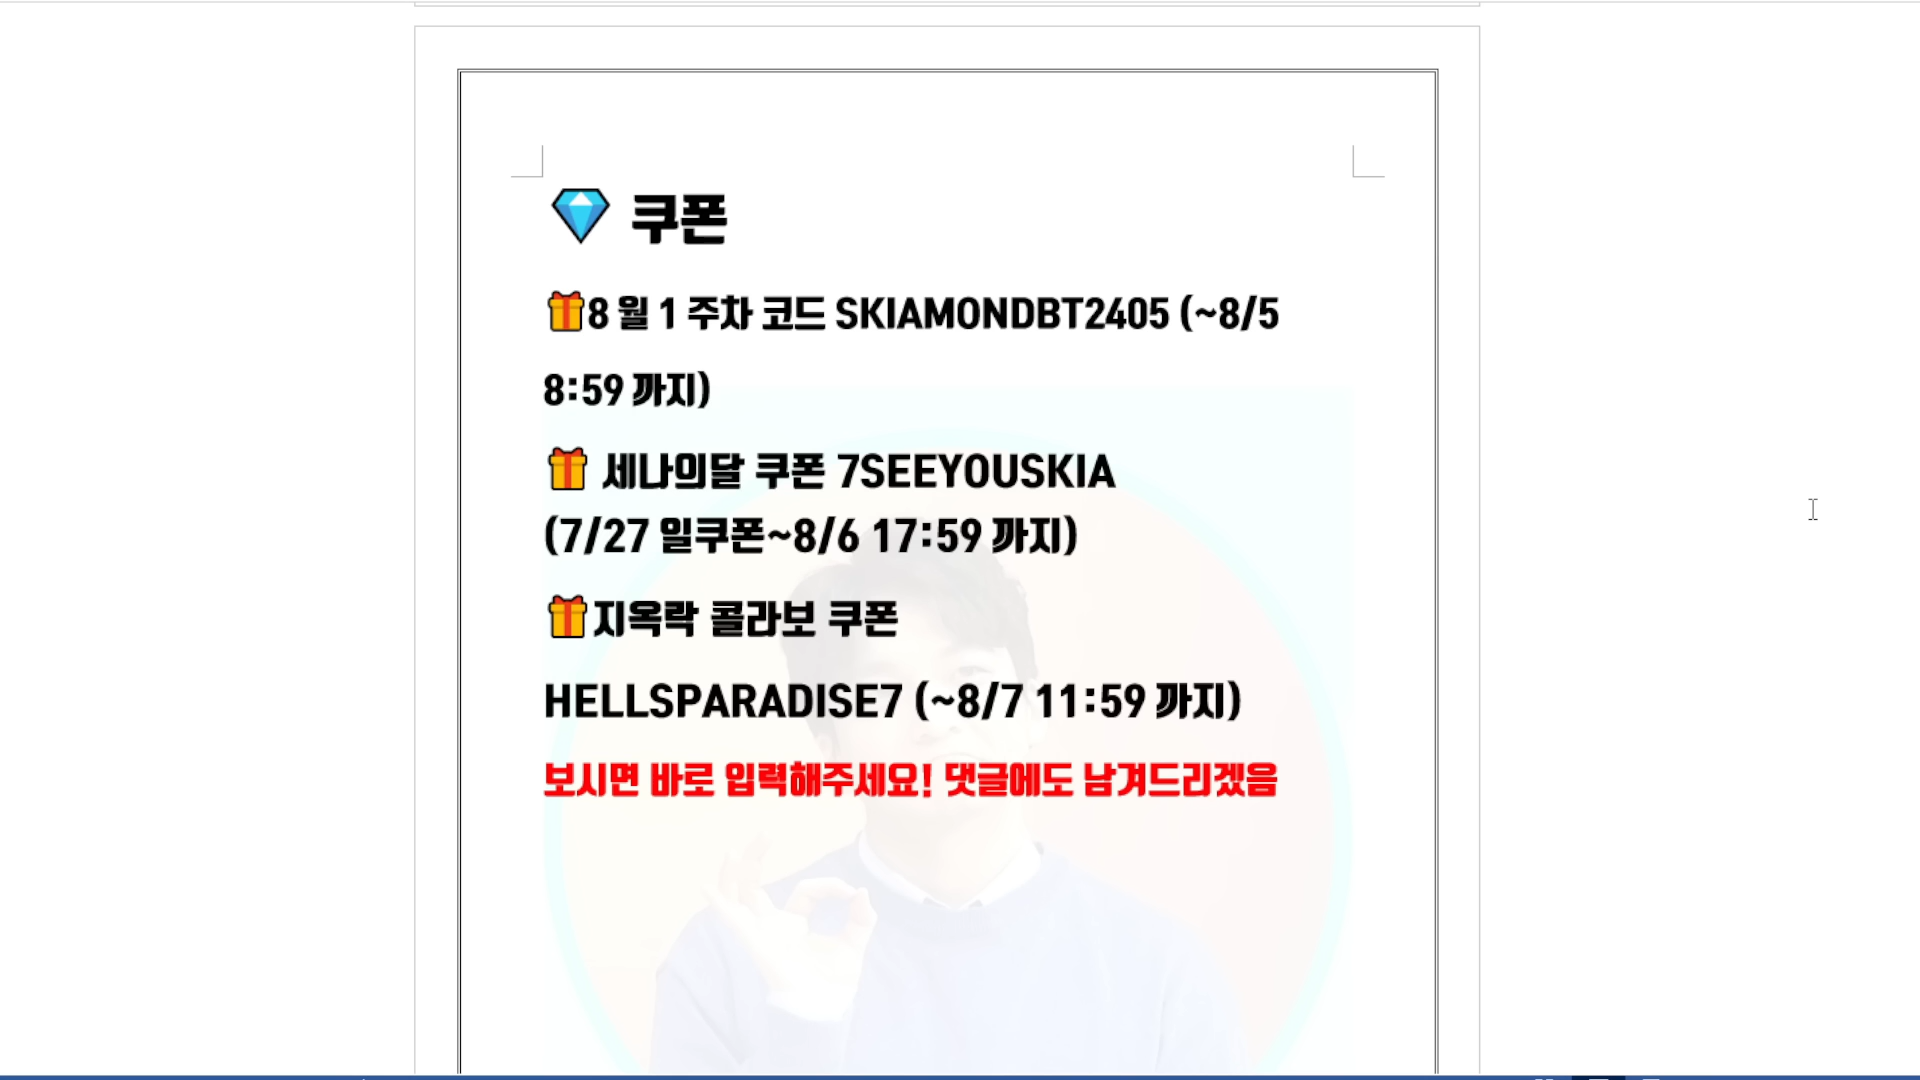 💎 쿠폰
🎁8 월 1 주차 코드 SKIAMONDBT2405 (~8/5
8:59 까지)
🎁 세나의달 쿠폰 7SEEYOUSKIA
(7/27 일쿠폰~8/6 17:59 까지)
🎁지옥락 콜라보 쿠폰
HELLSPARADISE7 (~8/7 11:59 까지)
보시면 바로 입력해주세요! 댓글에도 남겨드리겠음